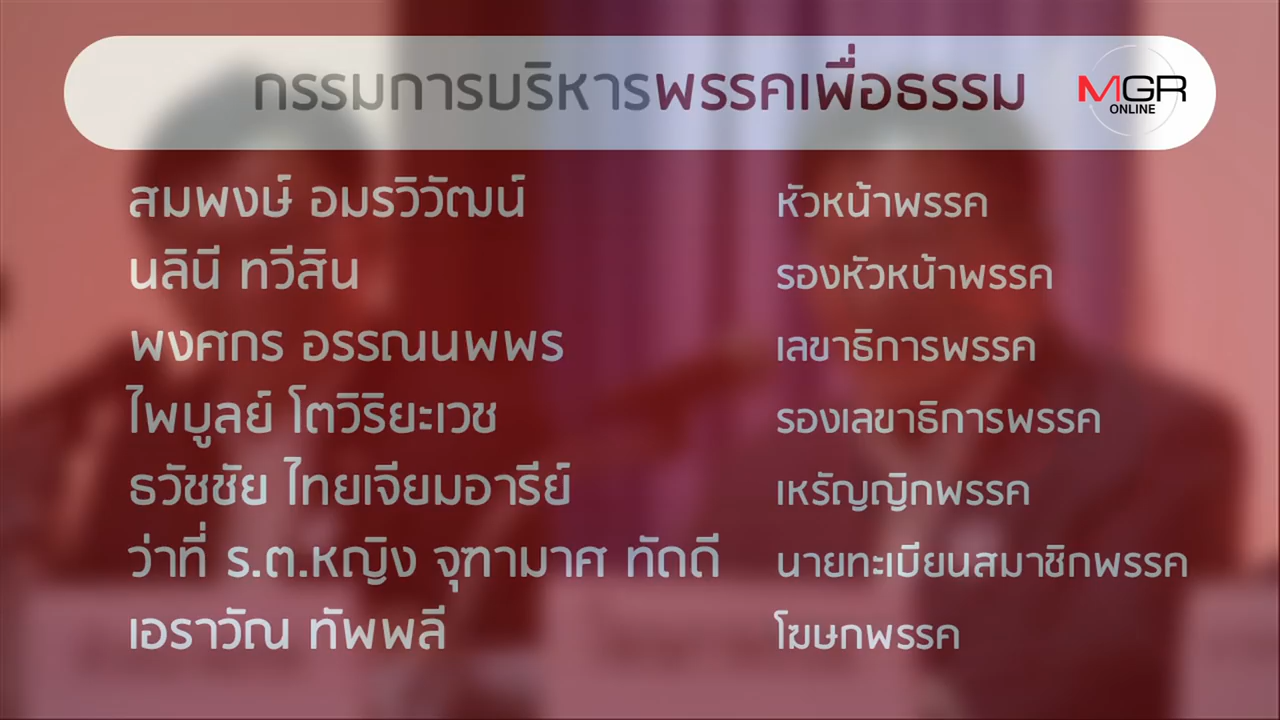 กรรมการบริหารพรรคเพื่อธรรม
MGR
ONLINE
สมพงษ์ อมรวิวัฒน์ หัวหน้าพรรค
นลินี ทวีสิน รองหัวหน้าพรรค
พงศกร อรรณนพพร เลขาธิการพรรค
ไพบูลย์ โตวิริยะเวช รองเลขาธิการพรรค
ธวัชชัย ไทยเจียมอารีย์ เหรัญญิกพรรค
ว่าที่ ร.ต.หญิง จุฑามาศ ทัดดี นายทะเบียนสมาชิกพรรค
เอราวัณ ทัพพลี โฆษกพรรค